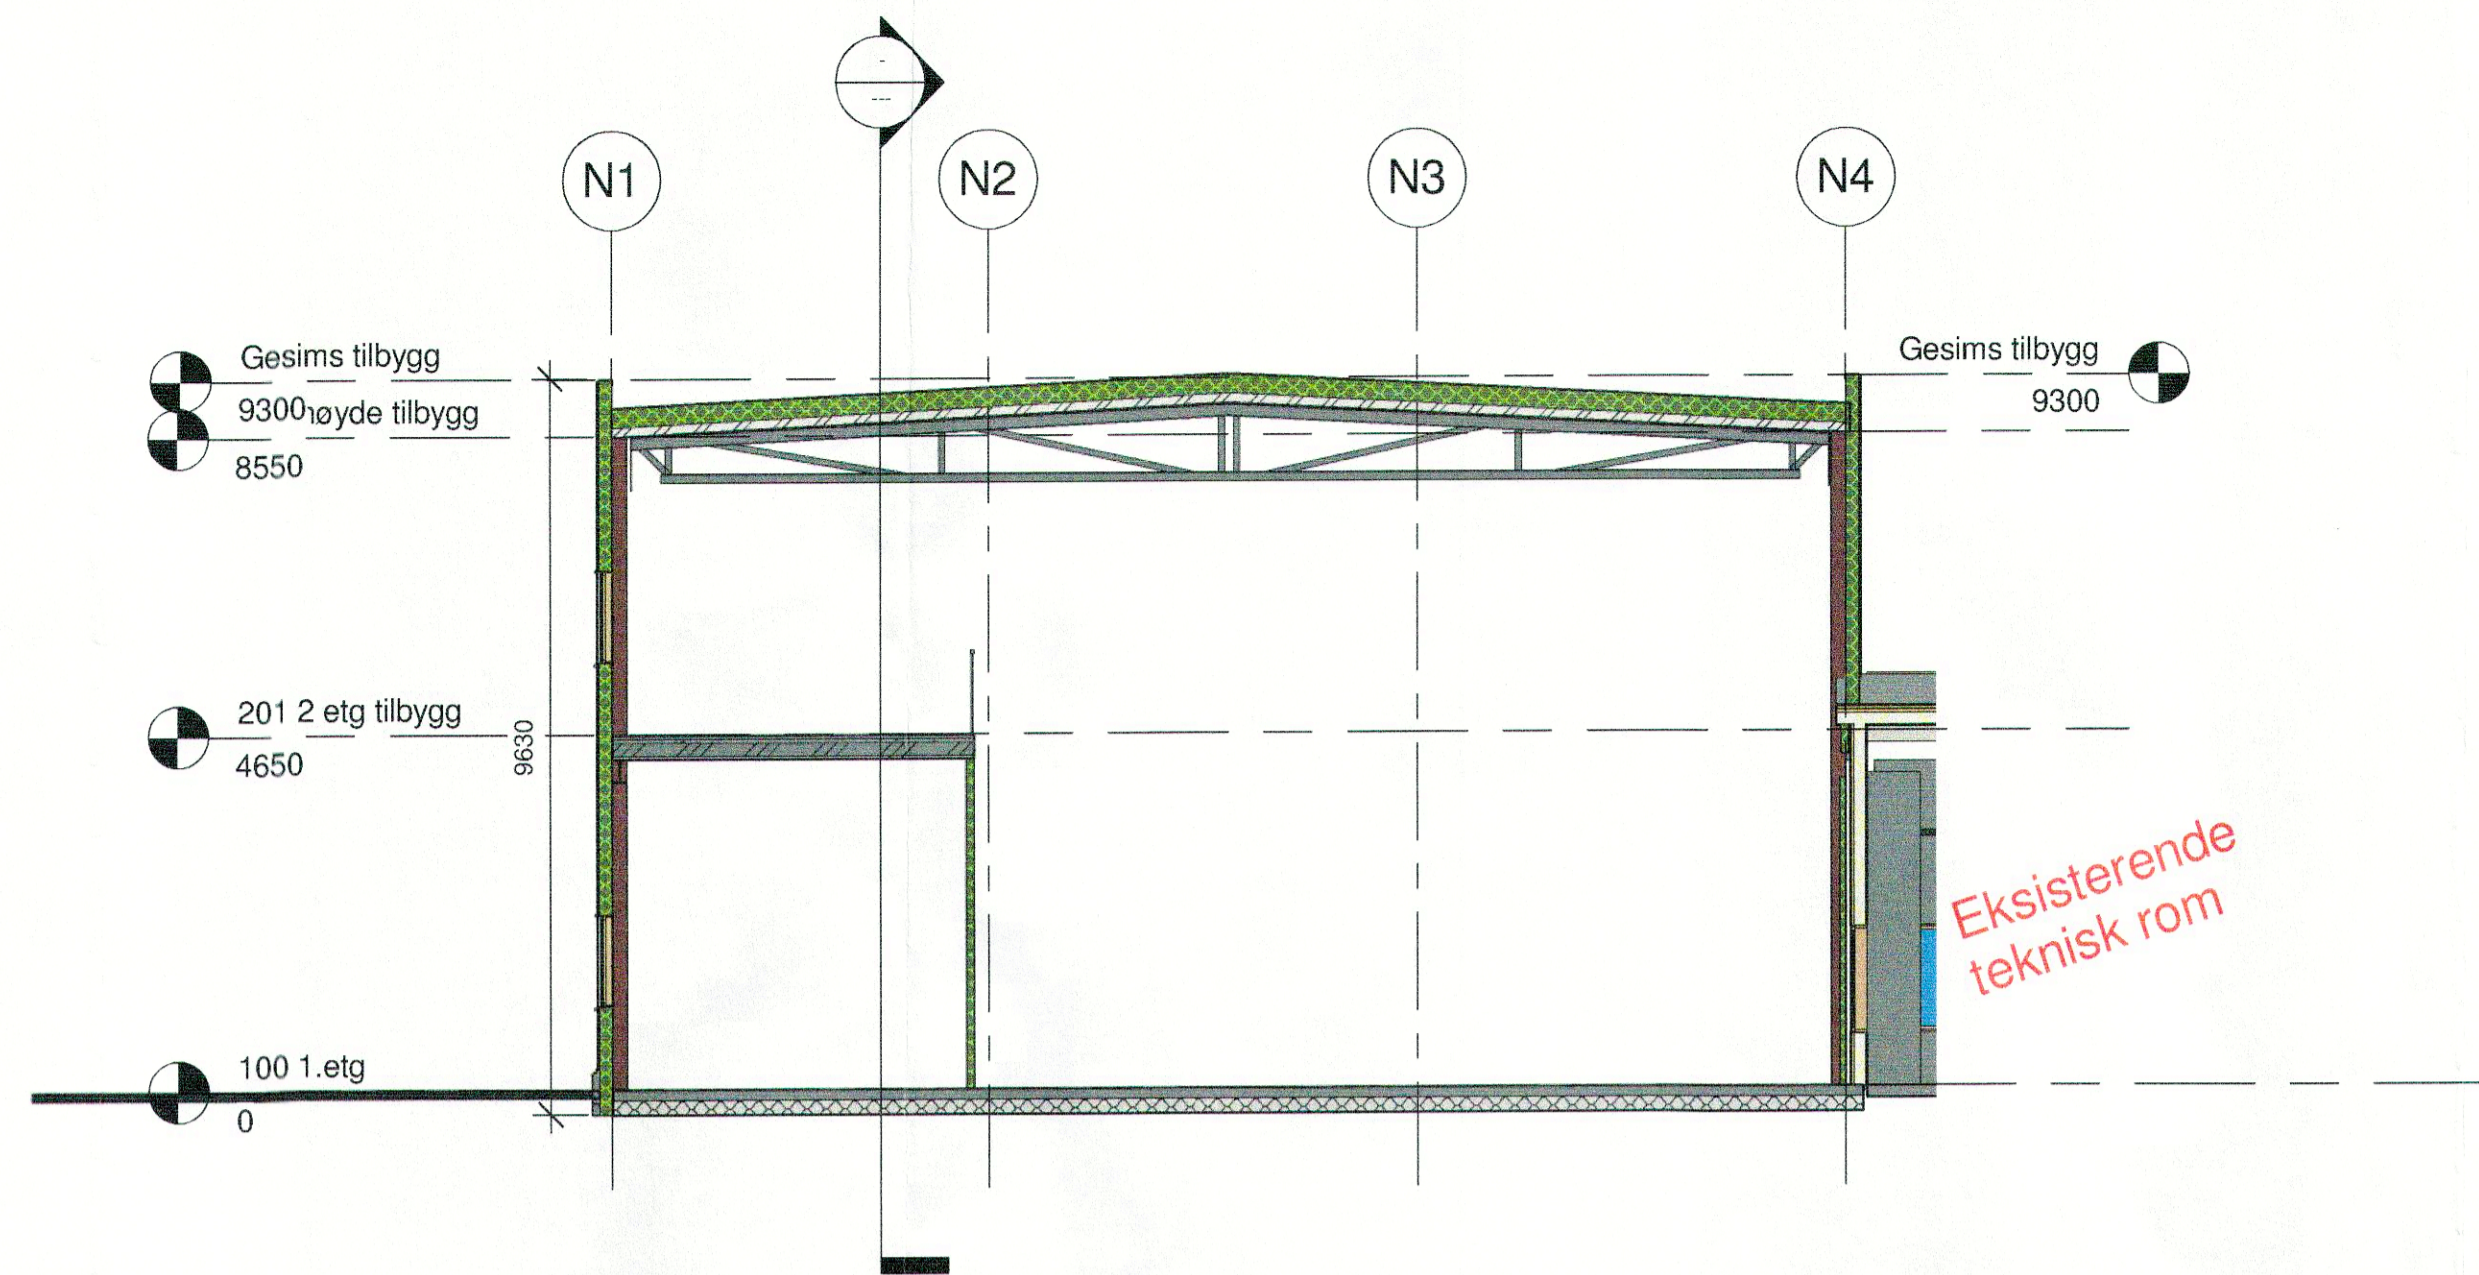 -
---
N1
N2
N3
N4
Gesims tilbygg
9300
høyde tilbygg
8550
Gesims tilbygg
9300
201 2 etg tilbygg
4650
9630
Eksisterende
teknisk rom
100 1.etg
0